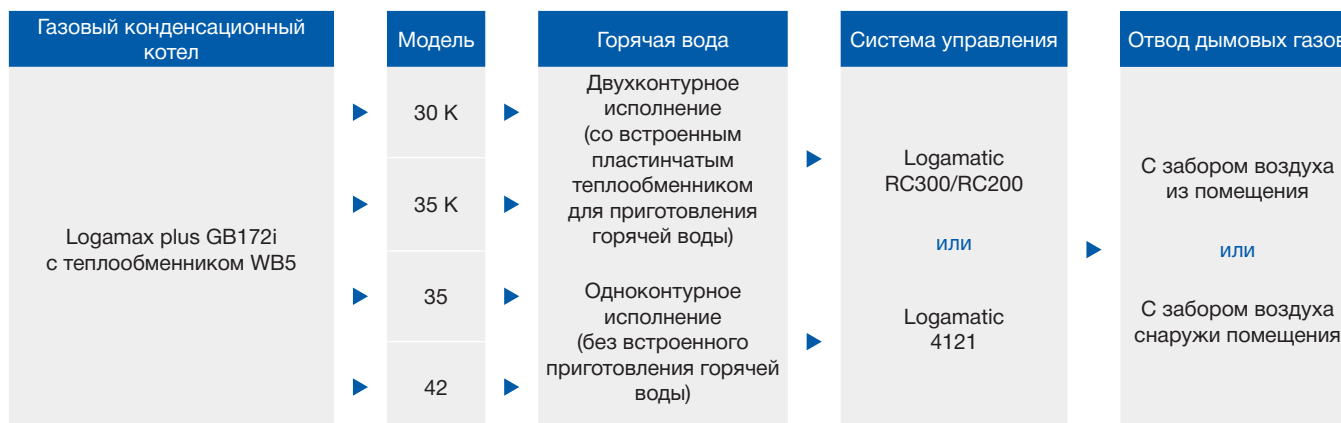 Газовый конденсационный
котел
Модель
Горячая вода
Система управления
Отвод дымовых газов
Logamax plus GB172i
с теплообменником WB5
30 K
35 K
35
42
Двухконтурное
исполнение
(со встроенным
пластинчатым
теплообменником
для приготовления
горячей воды)
Одноконтурное
исполнение
(без встроенного
приготовления горячей
воды)
Logamatic
RC300/RC200
или
Logamatic
4121
С забором воздуха
из помещения
или
С забором воздуха
снаружи помещения